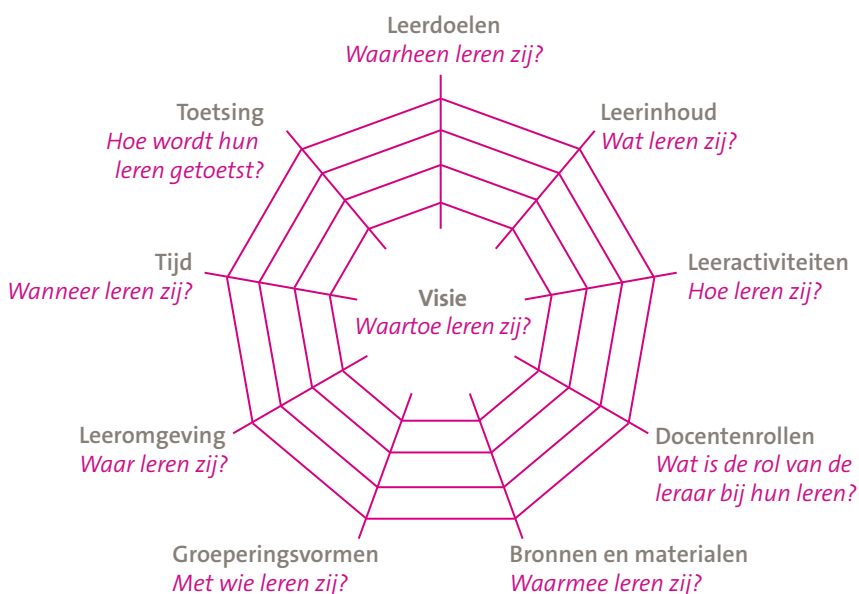 Leerdoelen
Waarheen leren zij?
Leerinhoud
Wat leren zij?
Leeractiviteiten
Hoe leren zij?
Docentenrollen
Wat is de rol van de
leraar bij hun leren?
Bronnen en materialen
Waarmee leren zij?
Groeperingsvormen
Met wie leren zij?
Leeromgeving
Waar leren zij?
Tijd
Wanneer leren zij?
Toetsing
Hoe wordt hun
leren getoetst?
Visie
Waartoe leren zij?